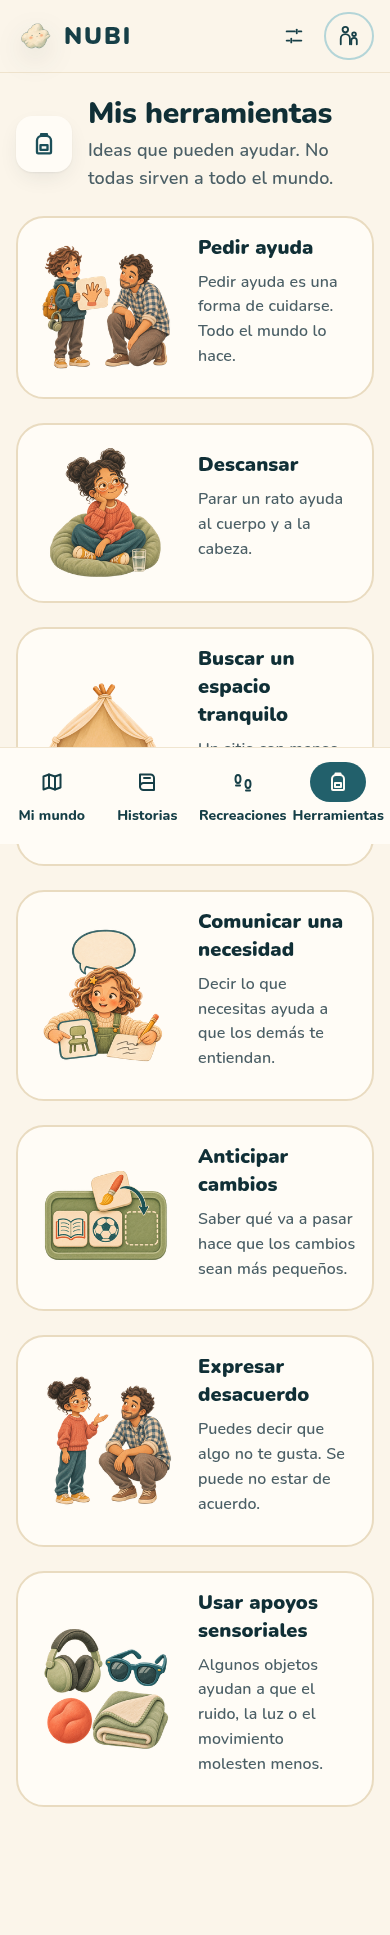 NUBI
Mis herramientas
Ideas que pueden ayudar. No
todas sirven a todo el mundo.
Pedir ayuda
Pedir ayuda es una
forma de cuidarse.
Todo el mundo lo
hace.
Descansar
Parar un rato ayuda
al cuerpo y a la
cabeza.
Buscar un
espacio
tranquilo
Un sitio con menos
Mi mundo
Historias
Recreaciones
Herramientas
Comunicar una
necesidad
Decir lo que
necesitas ayuda a
que los demás te
entiendan.
Anticipar
cambios
Saber qué va a pasar
hace que los cambios
sean más pequeños.
Expresar
desacuerdo
Puedes decir que
algo no te gusta. Se
puede no estar de
acuerdo.
Usar apoyos
sensoriales
Algunos objetos
ayudan a que el
ruido, la luz o el
movimiento
molesten menos.